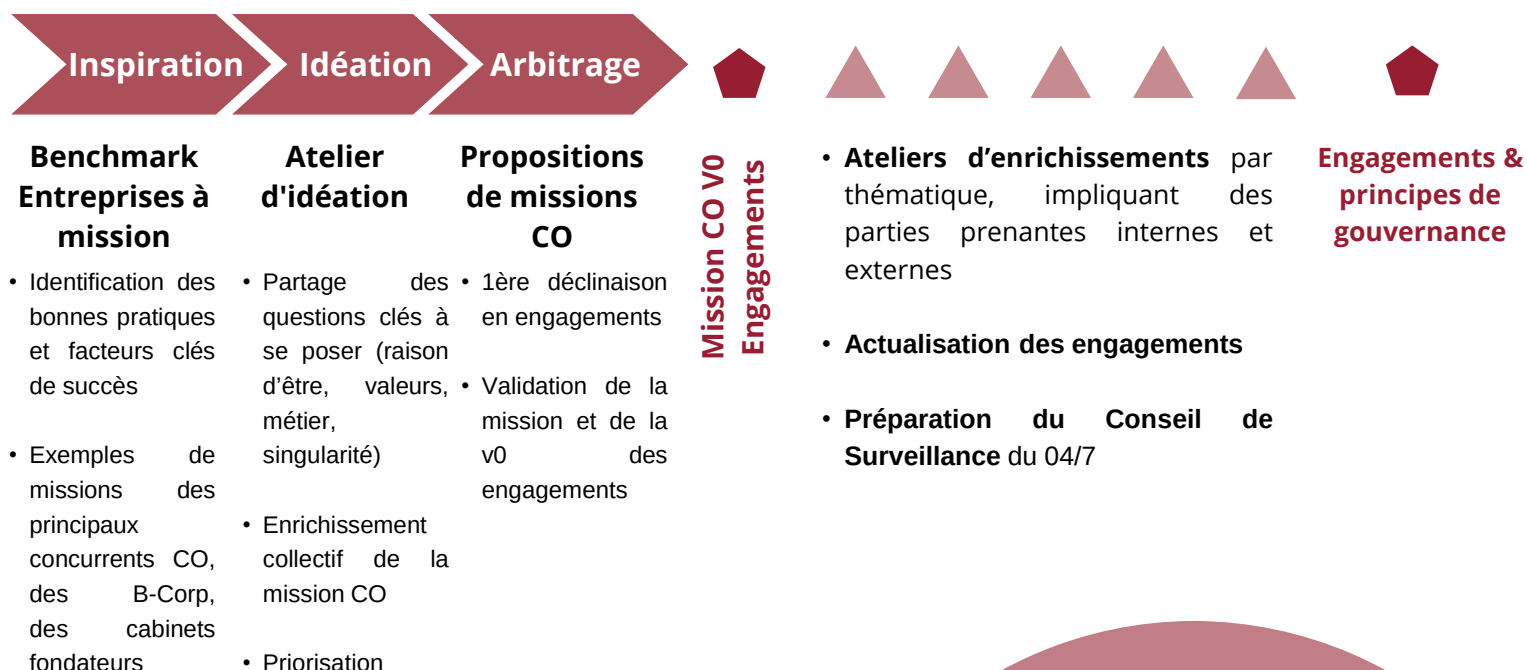 Inspiration
Idéation
Arbitrage
Benchmark
Entreprises à
mission
• Identification des
bonnes pratiques
et facteurs clés
de succès
• Exemples de
missions des
principaux
concurrents CO,
des B-Corp,
des cabinets
fondateurs
Atelier
d'idéation
• Partage des
questions clés à
se poser (raison
d’être, valeurs,
métier,
singularité)
• Enrichissement
collectif de la
mission CO
• Priorisation
Propositions
de missions
CO
• 1ère déclinaison
en engagements
• Validation de la
mission et de la
v0 des
engagements
Mission CO V0
Engagements
• Ateliers d’enrichissements par
thématique, impliquant des
parties prenantes internes et
externes
• Actualisation des engagements
• Préparation du Conseil de
Surveillance du 04/7
Engagements &
principes de
gouvernance